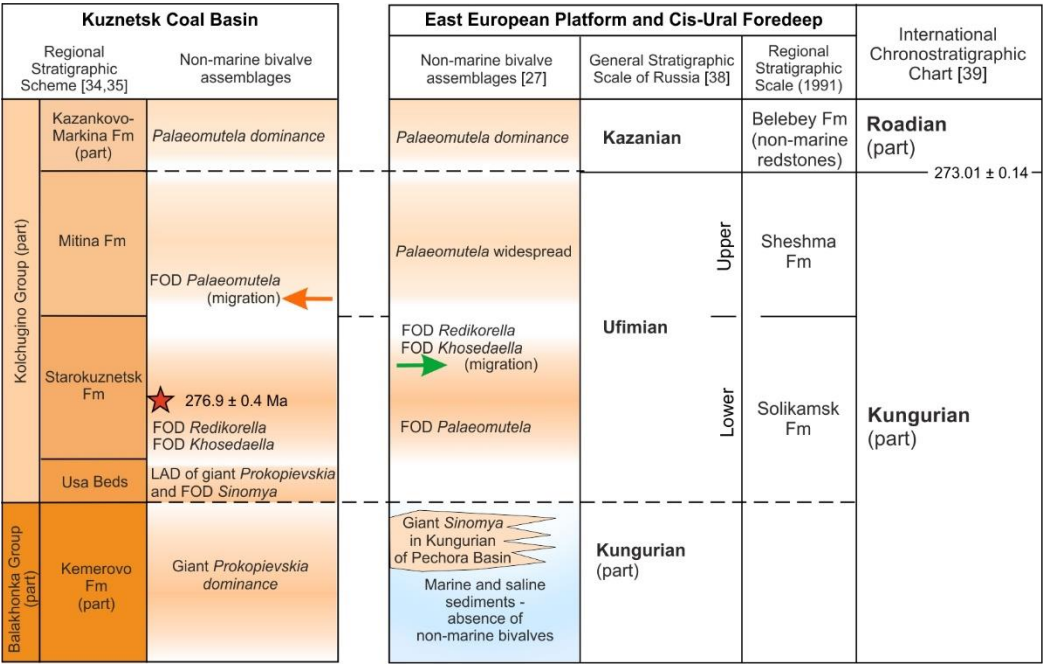 Kuznetsk Coal Basin
Regional
Stratigraphic
Scheme [34,35]
Non-marine bivalve
assemblages
Kolchugino Group (part)
Balakhonka Group
(part)
Kazankovo-
Markina Fm
(part)
Mitina Fm
Starokuznetsk
Fm
Usa Beds
Kemerovo
Fm
(part)
Palaeomutela dominance
FOD Palaeomutela
(migration)
276.9 ± 0.4 Ma
FOD Redikorella
FOD Khosedaella
LAD of giant Prokopievskia
and FOD Sinomya
Giant Prokopievskia
dominance
East European Platform and Cis-Ural Foredeep
Non-marine bivalve
assemblages [27]
General Stratigraphic
Scale of Russia [38]
Regional
Stratigraphic
Scale (1991)
Palaeomutela dominance
Palaeomutela widespread
FOD Redikorella
FOD Khosedaella
(migration)
FOD Palaeomutela
Giant Sinomya
in Kungurian
of Pechora Basin
Marine and saline
sediments -
absence of
non-marine bivalves
Kazanian
Ufimian
Upper
Lower
Kungurian
(part)
Belebey Fm
(non-marine
redstones)
Sheshma
Fm
Solikamsk
Fm
International
Chronostratigraphic
Chart [39]
Roadian
(part)
273.01 ± 0.14
Kungurian
(part)